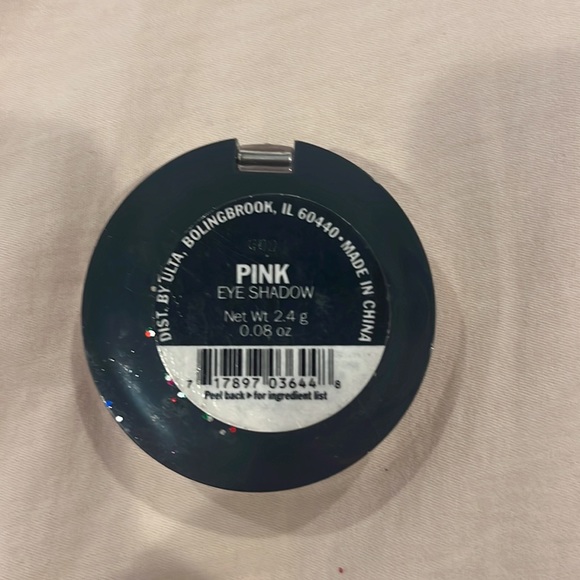 DIST. BY ULTA, BOLINGBROOK, IL 60440 • MADE IN CHINA
PINK
EYE SHADOW
Net Wt 2.4 g
0.08 oz
7 17897 03644 8
Peel back ▸ for ingredient list